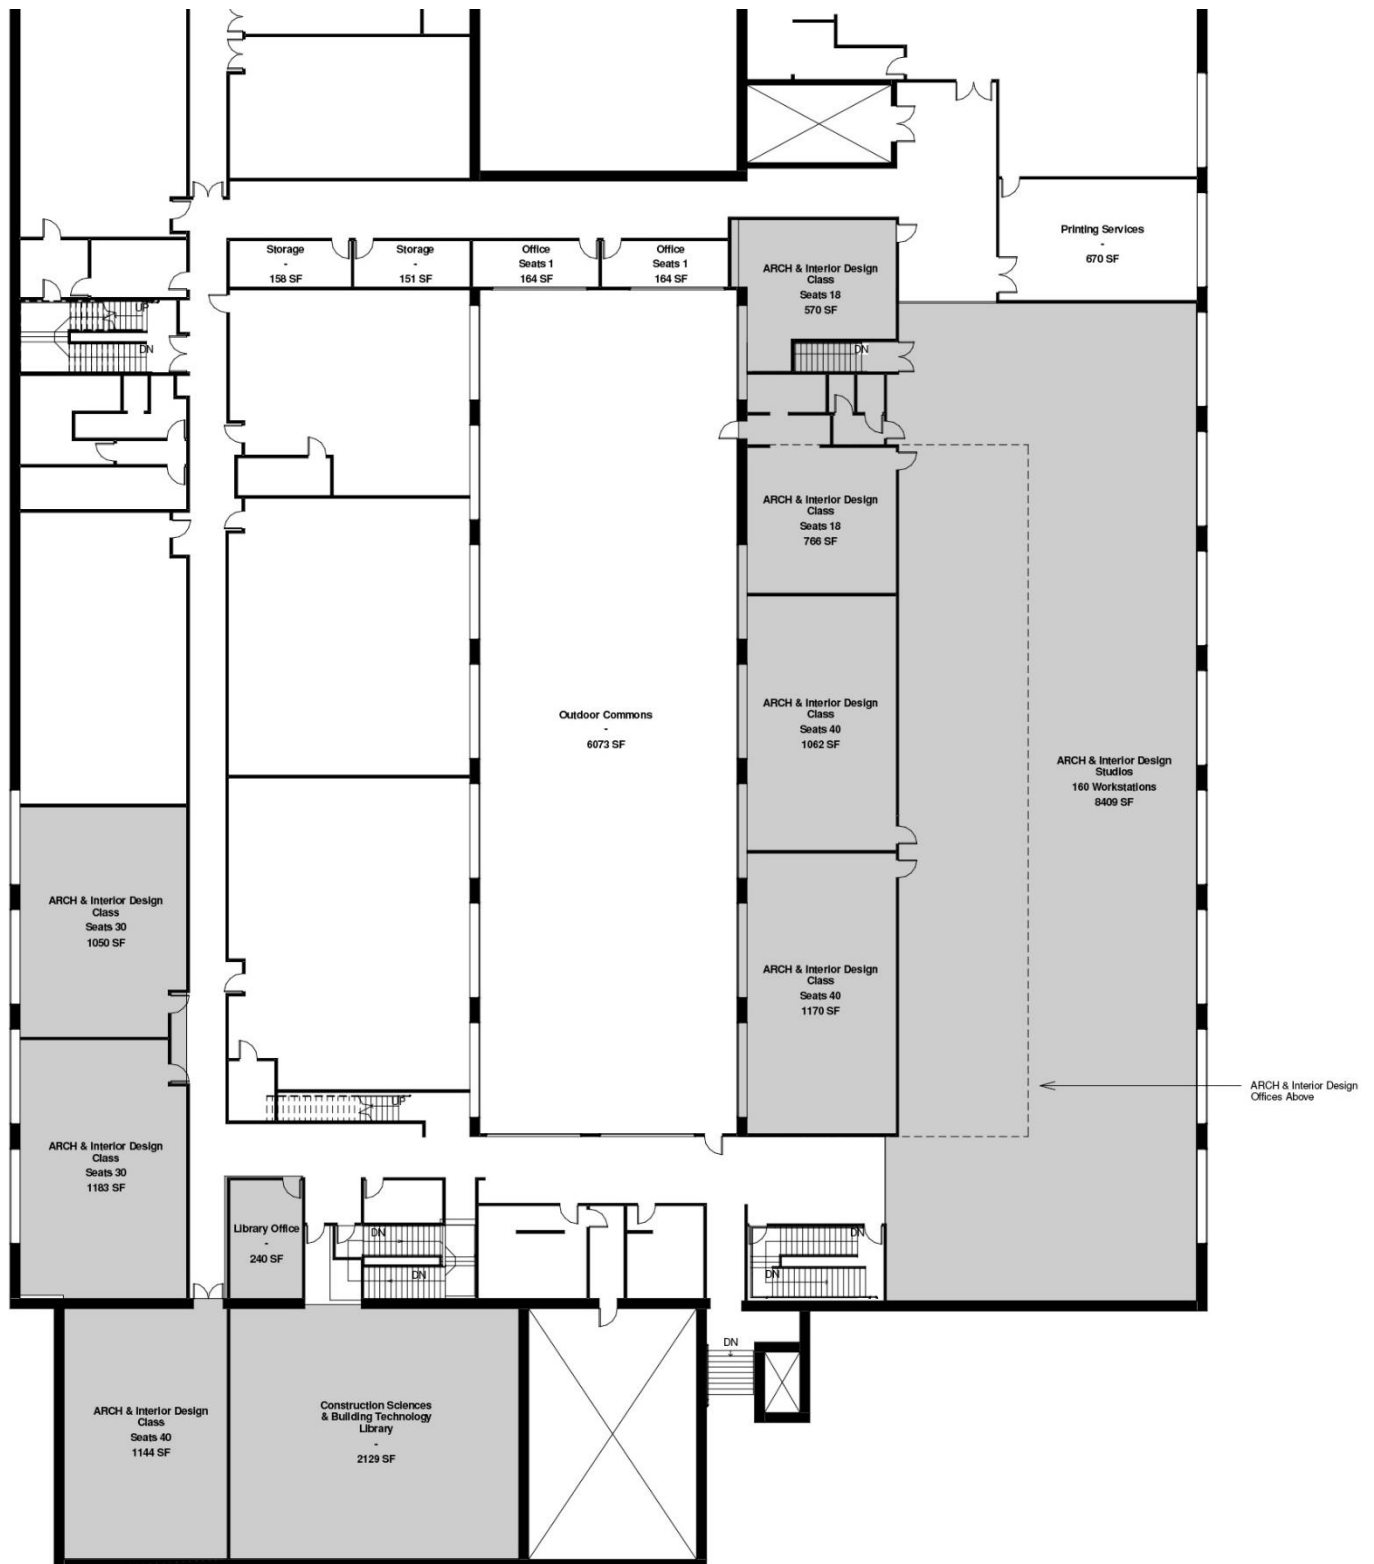 Storage
-
158 SF
Storage
-
151 SF
Office
Seats 1
164 SF
Office
Seats 1
164 SF
ARCH & Interior Design
Class
Seats 18
570 SF
Printing Services
-
670 SF
UP
DN
DN
ARCH & Interior Design
Class
Seats 18
766 SF
Outdoor Commons
-
6073 SF
ARCH & Interior Design
Class
Seats 40
1062 SF
ARCH & Interior Design
Studios
160 Workstations
8409 SF
ARCH & Interior Design
Class
Seats 30
1050 SF
ARCH & Interior Design
Class
Seats 40
1170 SF
ARCH & Interior Design
Offices Above
UP
ARCH & Interior Design
Class
Seats 30
1183 SF
Library Office
-
240 SF
DN
DN
DN
DN
DN
ARCH & Interior Design
Class
Seats 40
1144 SF
Construction Sciences
& Building Technology
Library
-
2129 SF